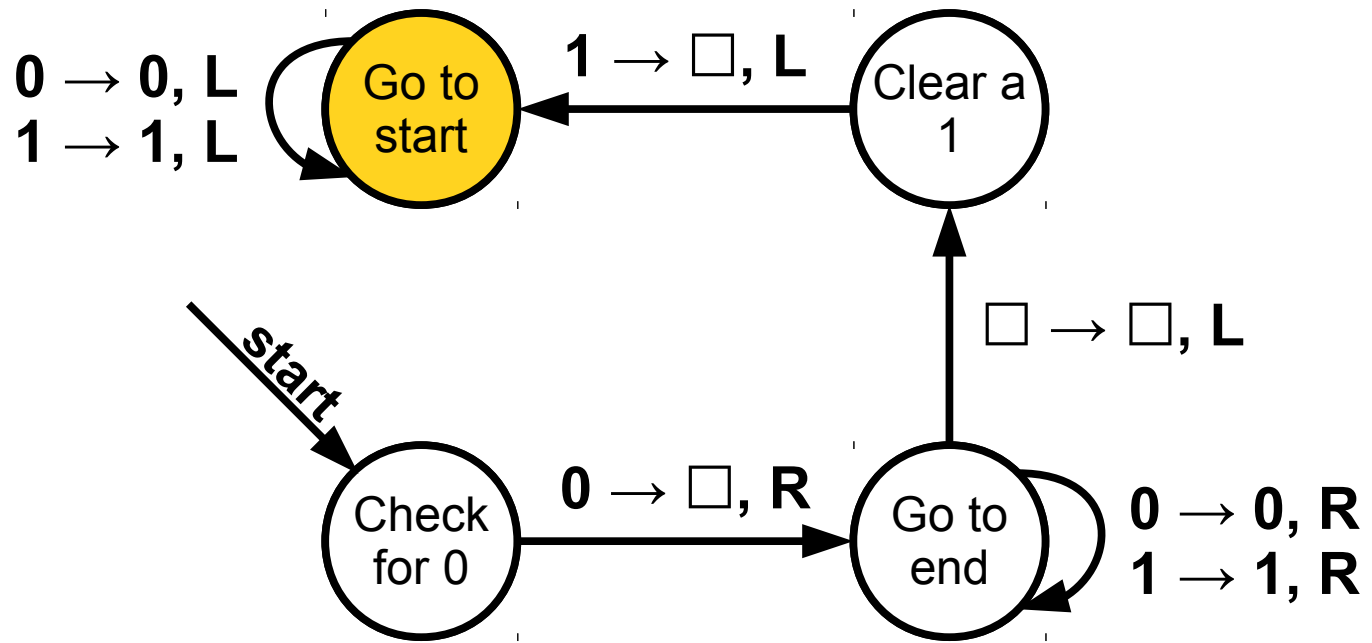 0 → 0, L
1 → 1, L
Go to
start
1 → □, L
Clear a
1
□ → □, L
start
Check
for 0
0 → □, R
Go to
end
0 → 0, R
1 → 1, R